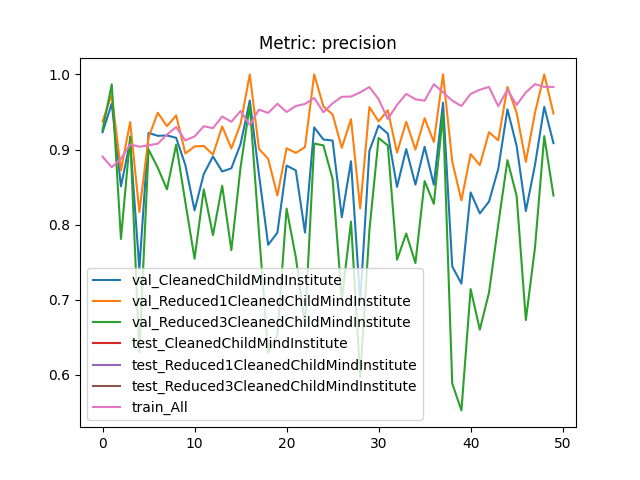 Metric: precision
1.0
0.9
0.8
0.7
0.6
val_CleanedChildMindInstitute
val_Reduced1CleanedChildMindInstitute
val_Reduced3CleanedChildMindInstitute
test_CleanedChildMindInstitute
test_Reduced1CleanedChildMindInstitute
test_Reduced3CleanedChildMindInstitute
train_All
0 10 20 30 40 50